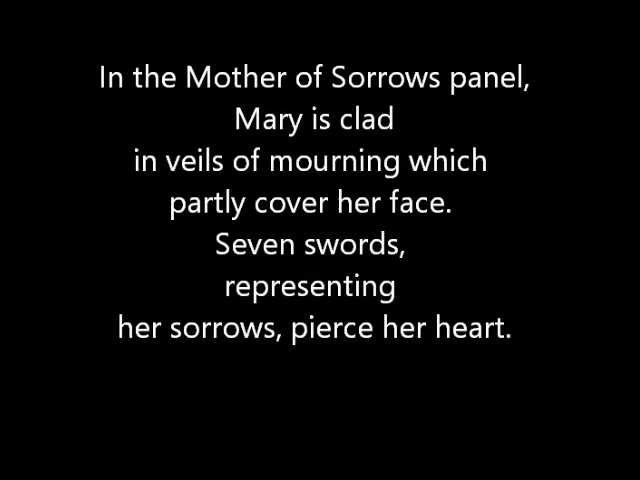 In the Mother of Sorrows panel,
Mary is clad
in veils of mourning which
partly cover her face.
Seven swords,
representing
her sorrows, pierce her heart.